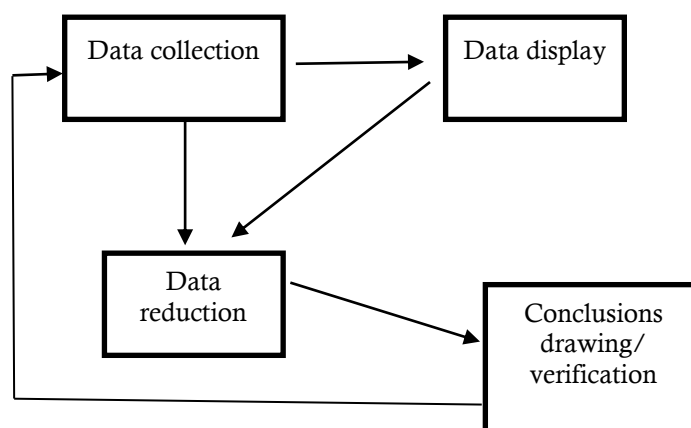 Data collection
Data display
Data
reduction
Conclusions
drawing/
verification